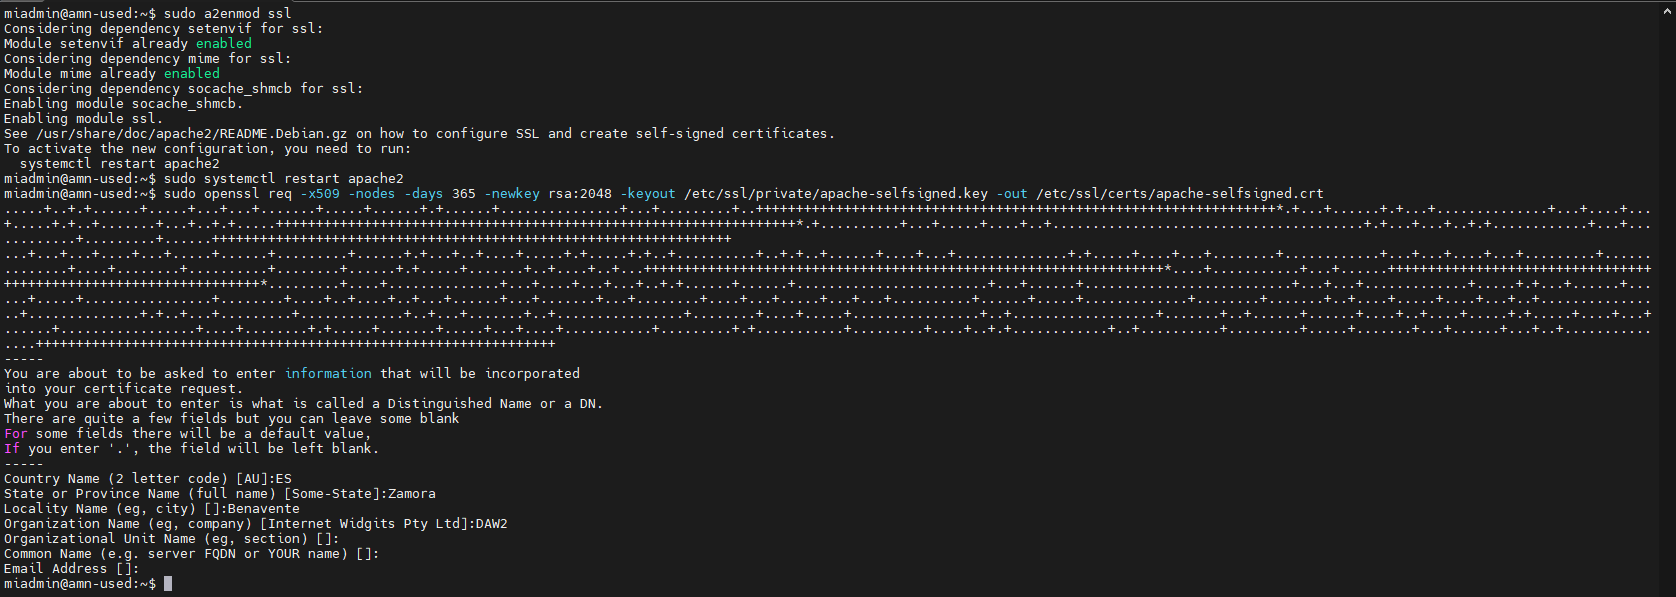 miadmin@amn-used:~$ sudo a2enmod ssl
Considering dependency setenvif for ssl:
Module setenvif already enabled
Considering dependency mime for ssl:
Module mime already enabled
Considering dependency socache_shmcb for ssl:
Enabling module socache_shmcb.
Enabling module ssl.
See /usr/share/doc/apache2/README.Debian.gz on how to configure SSL and create self-signed certificates.
To activate the new configuration, you need to run:
  systemctl restart apache2
miadmin@amn-used:~$ sudo systemctl restart apache2
miadmin@amn-used:~$ sudo openssl req -x509 -nodes -days 365 -newkey rsa:2048 -keyout /etc/ssl/private/apache-selfsigned.key -out /etc/ssl/certs/apache-selfsigned.crt
-----
You are about to be asked to enter information that will be incorporated
into your certificate request.
What you are about to enter is what is called a Distinguished Name or a DN.
There are quite a few fields but you can leave some blank
For some fields there will be a default value,
If you enter '.', the field will be left blank.
-----
Country Name (2 letter code) [AU]:ES
State or Province Name (full name) [Some-State]:Zamora
Locality Name (eg, city) []:Benavente
Organization Name (eg, company) [Internet Widgits Pty Ltd]:DAW2
Organizational Unit Name (eg, section) []:
Common Name (e.g. server FQDN or YOUR name) []:
Email Address []:
miadmin@amn-used:~$